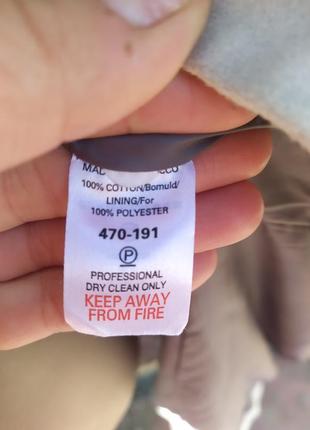 100% COTTON/Bomuld/
LINING/For
100% POLYESTER
470-191
P
PROFESSIONAL
DRY CLEAN ONLY
KEEP AWAY
FROM FIRE